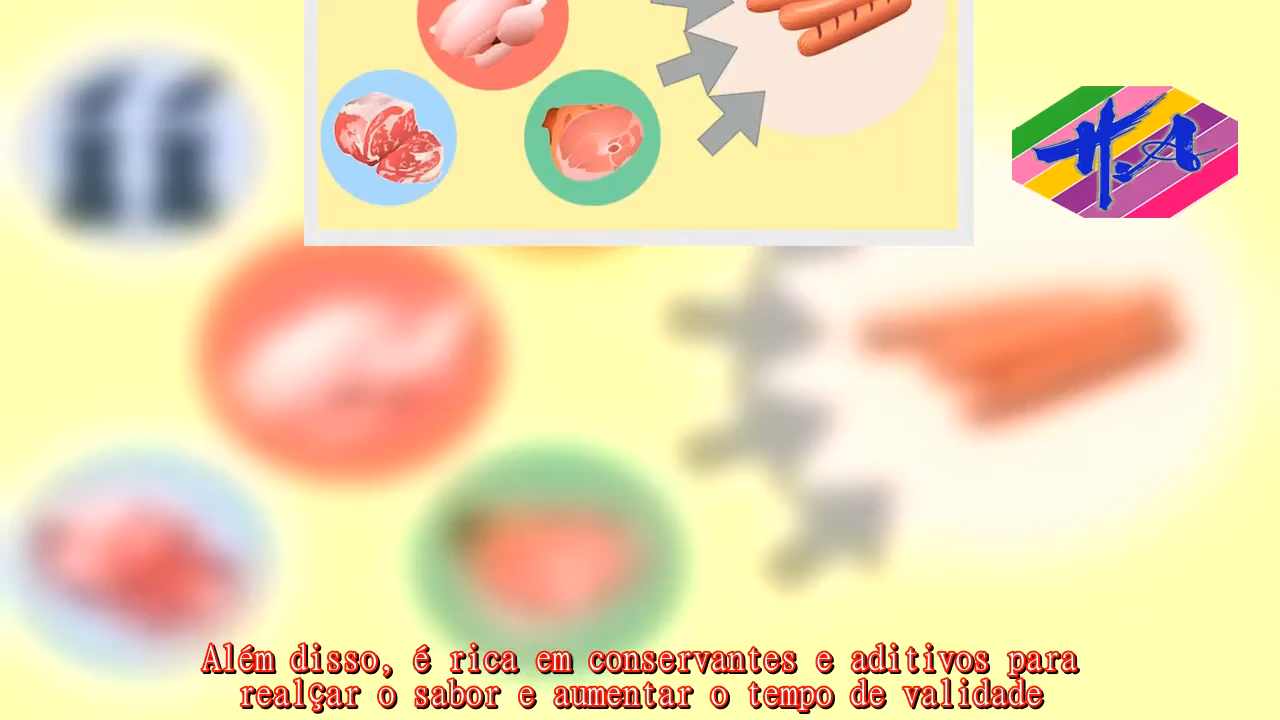 H.A
Além disso, é rica em conservantes e aditivos para
realçar o sabor e aumentar o tempo de validade